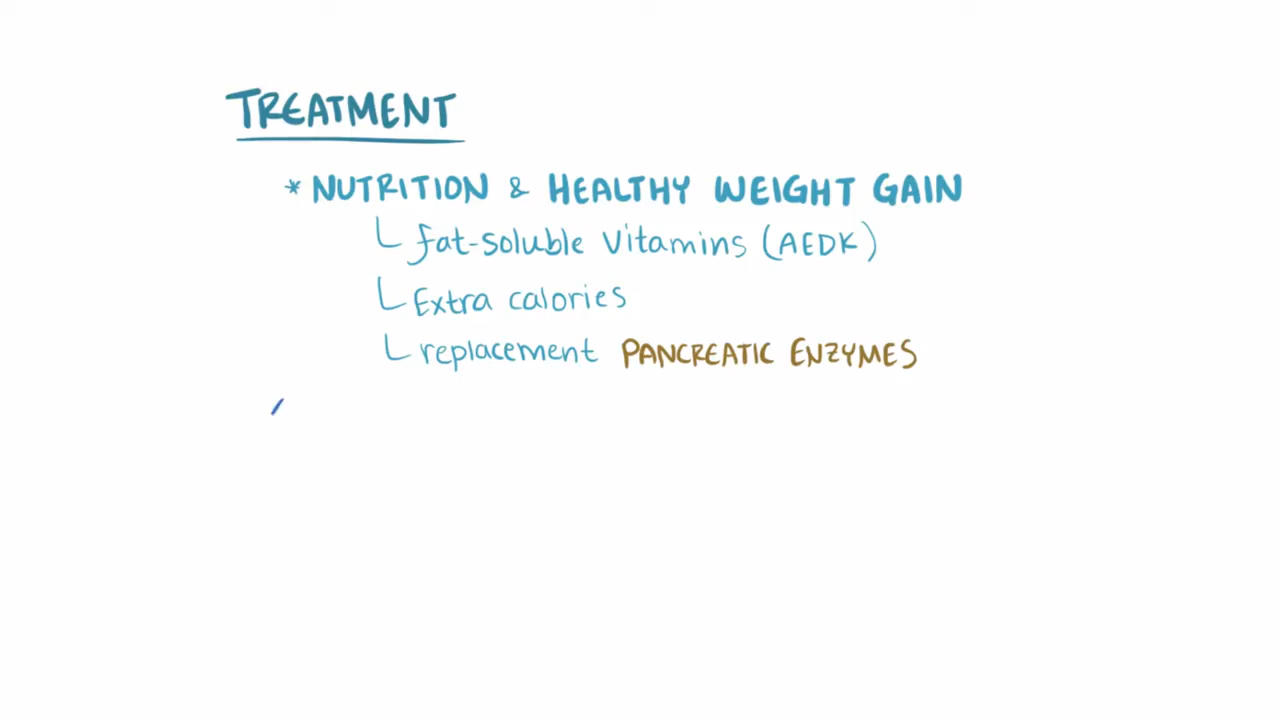 TREATMENT
* NUTRITION & HEALTHY WEIGHT GAIN
fat-soluble vitamins (AEDK)
Extra calories
replacement PANCREATIC ENZYMES